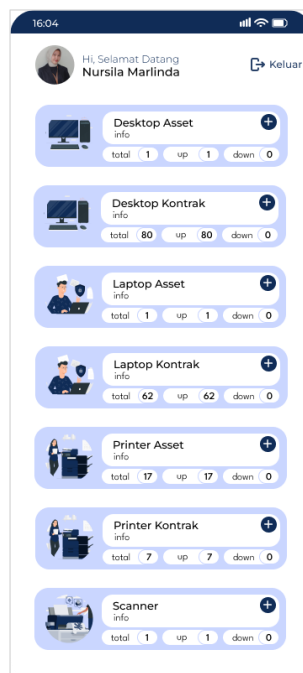 16:04
Hi, Selamat Datang
Nursila Marlinda
Keluar
Desktop Asset
info
total 1 up 1 down 0
Desktop Kontrak
info
total 80 up 80 down 0
Laptop Asset
info
total 1 up 1 down 0
Laptop Kontrak
info
total 62 up 62 down 0
Printer Asset
info
total 17 up 17 down 0
Printer Kontrak
info
total 7 up 7 down 0
Scanner
info
total 1 up 1 down 0